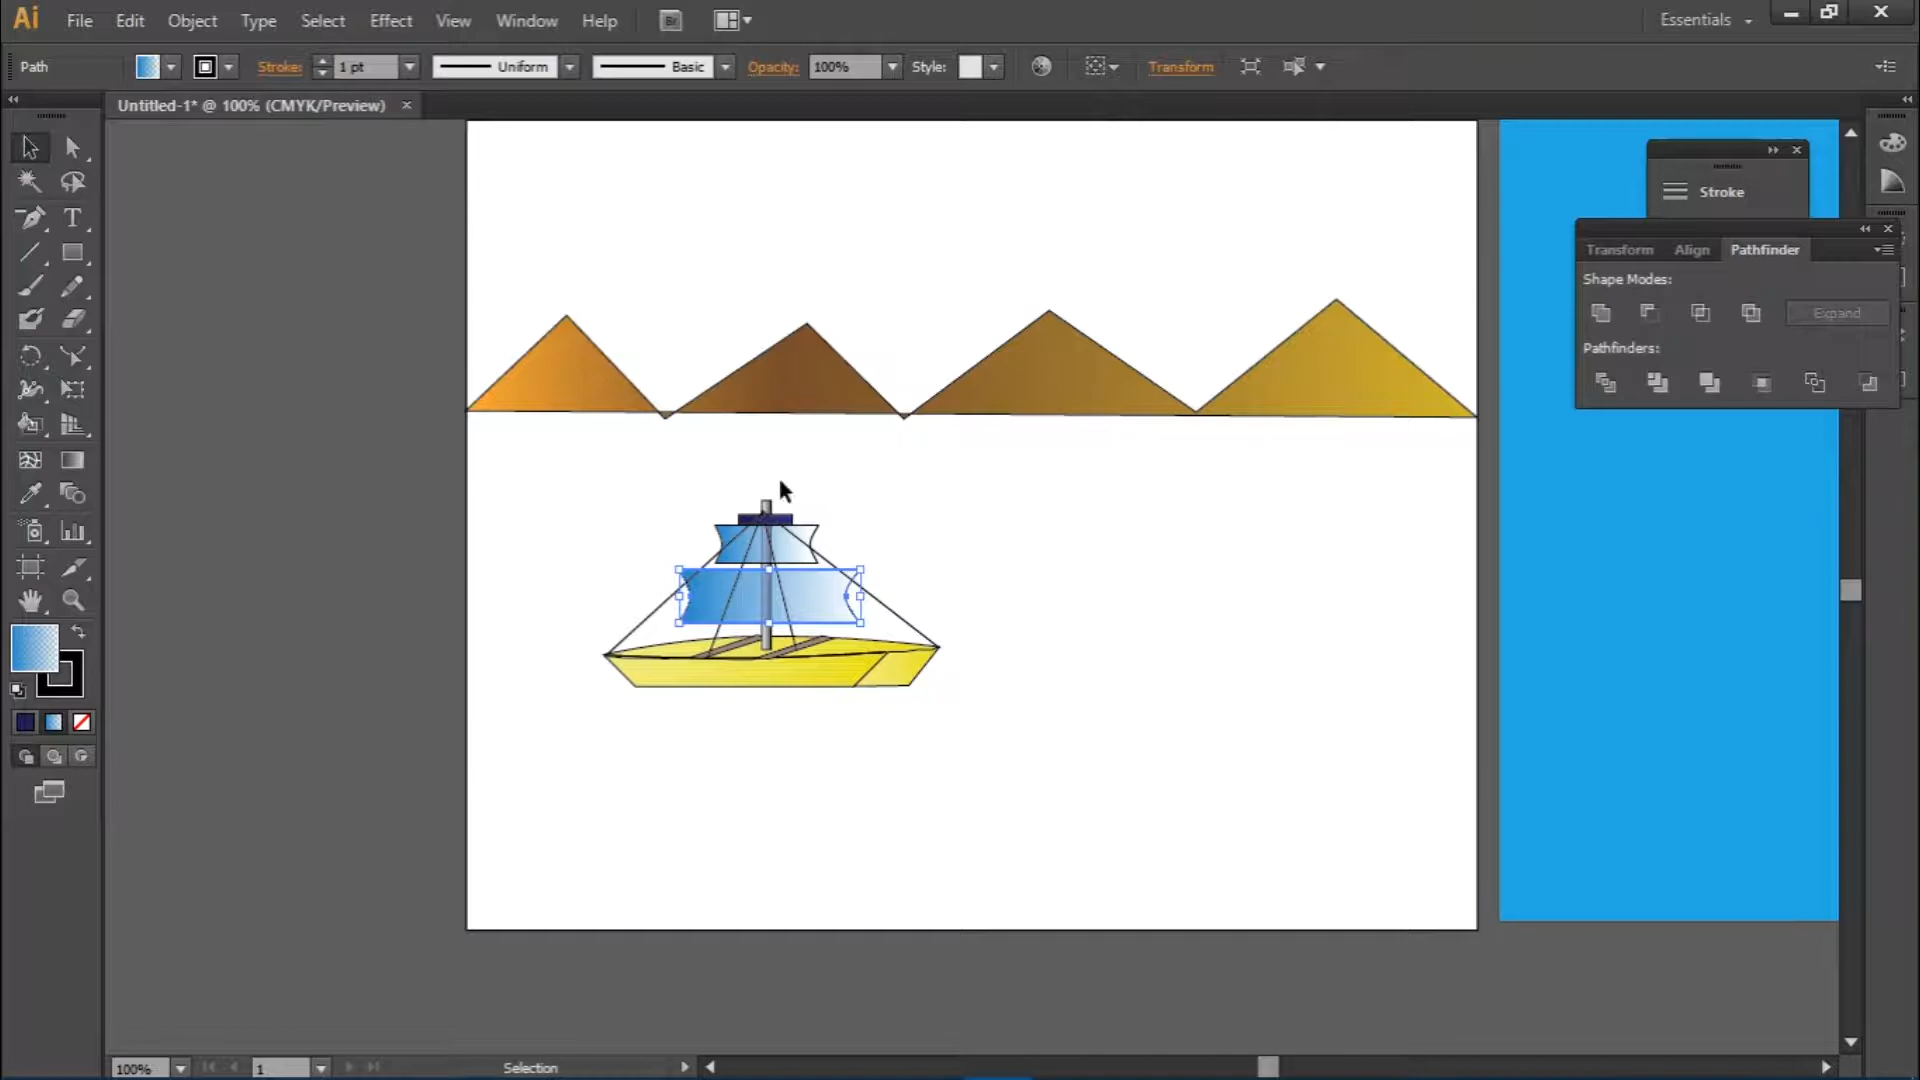 Ai File Edit Object Type Select Effect View Window Help Br Essentials
Path Stroke: 1 pt Uniform Basic Opacity: 100% Style: Transform
Untitled-1* @ 100% (CMYK/Preview)
T
Stroke
Transform Align Pathfinder
Shape Modes:
Expand
Pathfinders:
100% 1 Selection